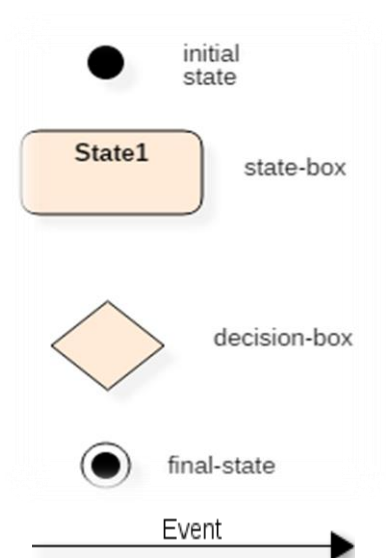 initial
state
State1
state-box
decision-box
final-state
Event